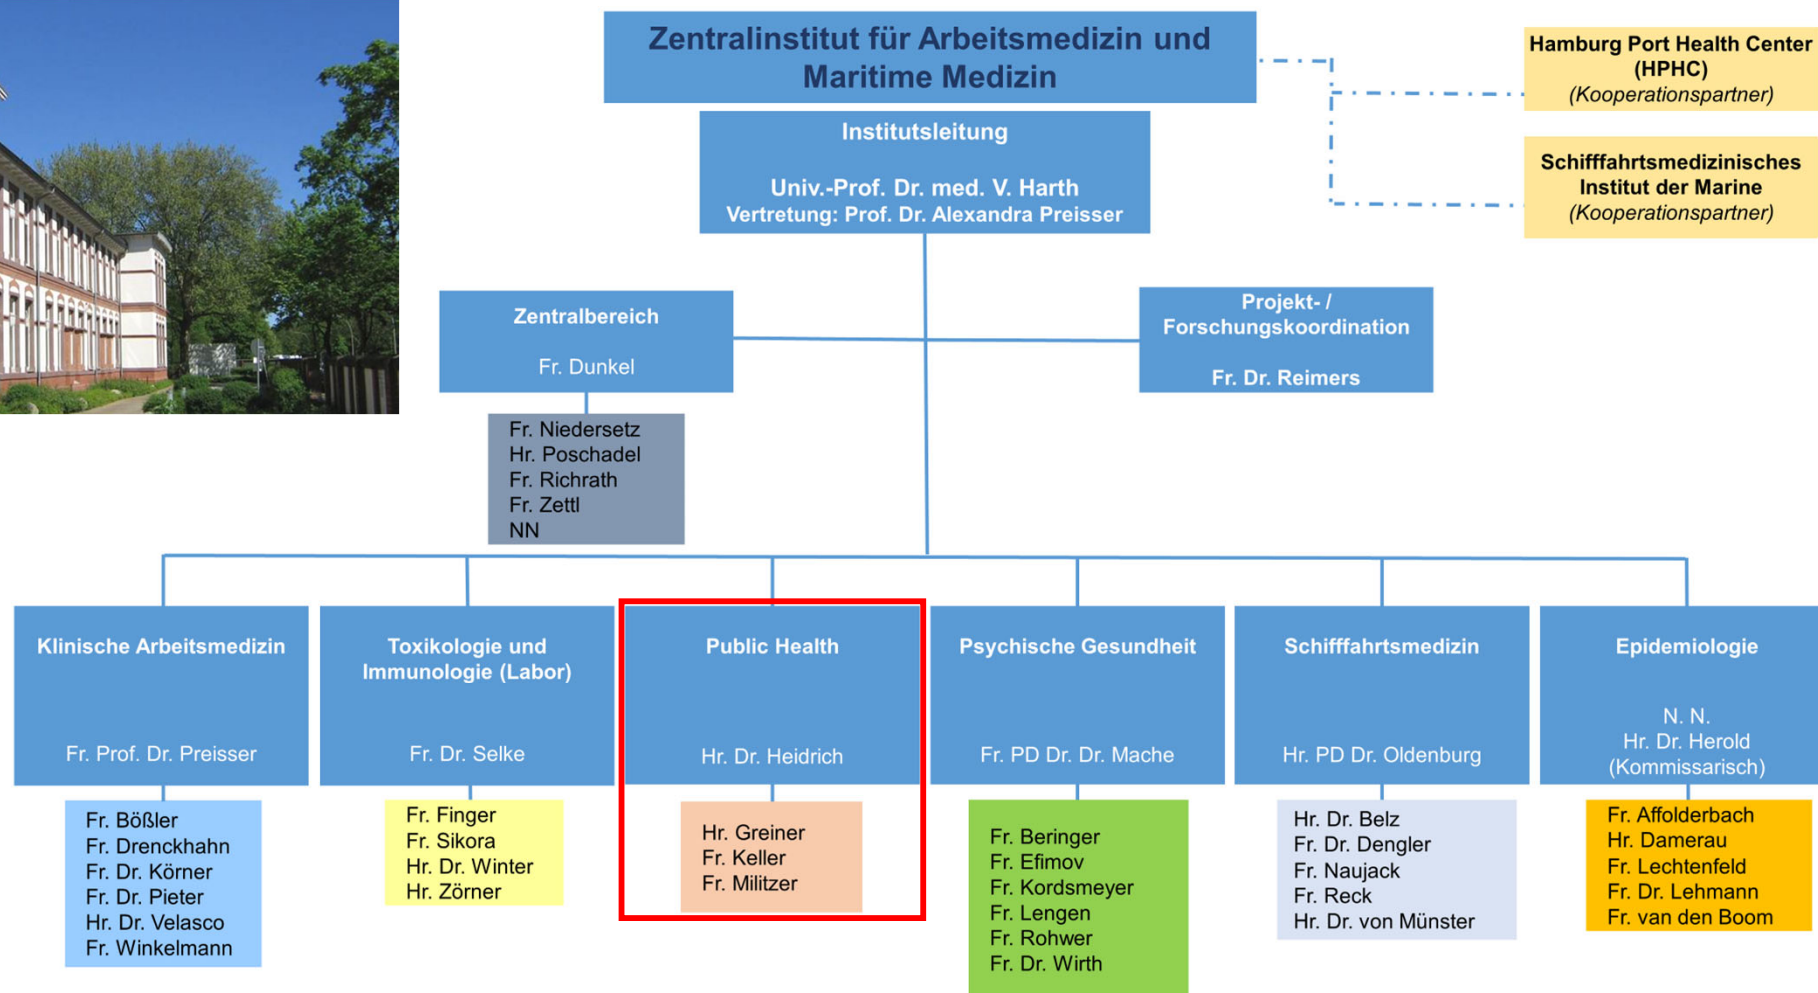 Zentralinstitut für Arbeitsmedizin und
Maritime Medizin
Hamburg Port Health Center
(HPHC)
(Kooperationspartner)
Schifffahrtsmedizinisches
Institut der Marine
(Kooperationspartner)
Institutsleitung
Univ.-Prof. Dr. med. V. Harth
Vertretung: Prof. Dr. Alexandra Preisser
Zentralbereich
Fr. Dunkel
Projekt- /
Forschungskoordination
Fr. Dr. Reimers
Fr. Niedersetz
Hr. Poschadel
Fr. Richrath
Fr. Zettl
NN
Klinische Arbeitsmedizin
Fr. Prof. Dr. Preisser
Fr. Bößler
Fr. Drenckhahn
Fr. Dr. Körner
Fr. Dr. Pieter
Hr. Dr. Velasco
Fr. Winkelmann
Toxikologie und
Immunologie (Labor)
Fr. Dr. Selke
Fr. Finger
Fr. Sikora
Hr. Dr. Winter
Hr. Zörner
Public Health
Hr. Dr. Heidrich
Hr. Greiner
Fr. Keller
Fr. Militzer
Psychische Gesundheit
Fr. PD Dr. Dr. Mache
Fr. Beringer
Fr. Efimov
Fr. Kordsmeyer
Fr. Lengen
Fr. Rohwer
Fr. Dr. Wirth
Schifffahrtsmedizin
Hr. PD Dr. Oldenburg
Hr. Dr. Belz
Fr. Dr. Dengler
Fr. Naujack
Fr. Reck
Hr. Dr. von Münster
Epidemiologie
N. N.
Hr. Dr. Herold
(Kommissarisch)
Fr. Affolderbach
Hr. Damerau
Fr. Lechtenfeld
Fr. Dr. Lehmann
Fr. van den Boom